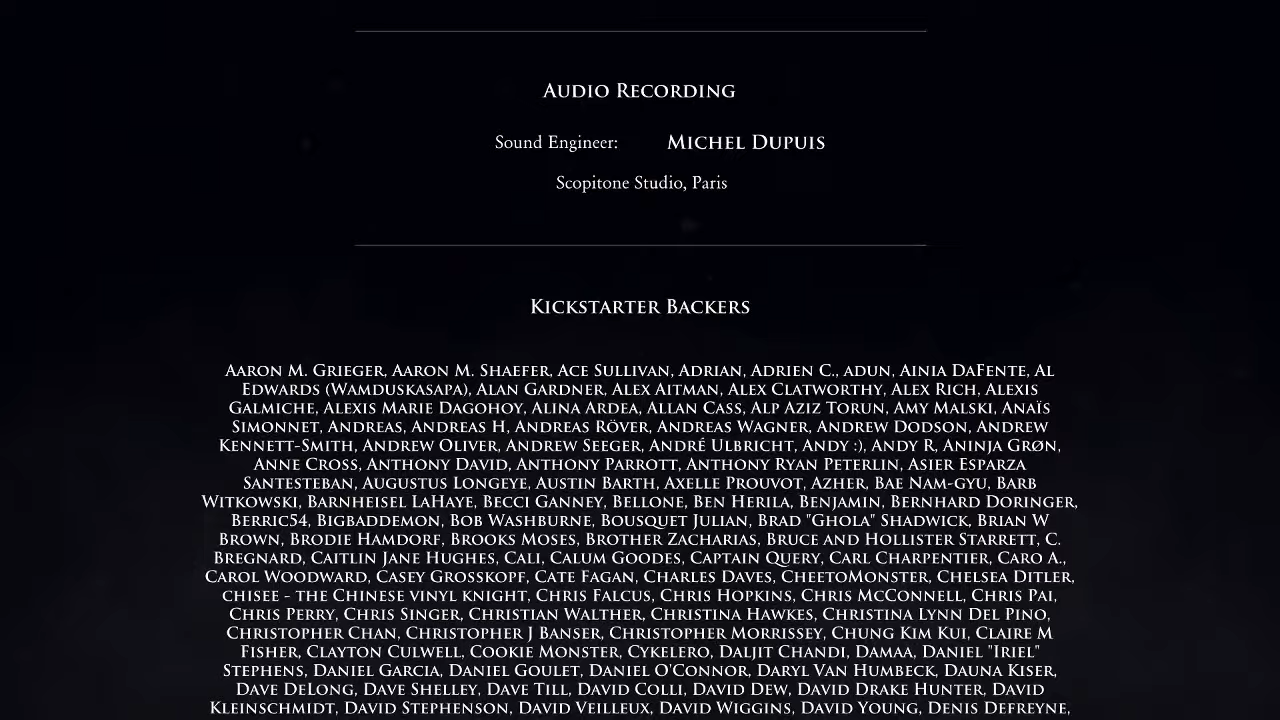 Audio Recording
Sound Engineer: Michel Dupuis
Scopitone Studio, Paris
Kickstarter Backers
Aaron M. Grieger, Aaron M. Shaefer, Ace Sullivan, Adrian, Adrien C., adun, Ainia DaFente, Al
Edwards (Wamduskasapa), Alan Gardner, Alex Aitman, Alex Clatworthy, Alex Rich, Alexis
Galmiche, Alexis Marie Dagohoy, Alina Ardea, Allan Cass, Alp Aziz Torun, Amy Malski, Anaïs
Simonnet, Andreas, Andreas H, Andreas Röver, Andreas Wagner, Andrew Dodson, Andrew
Kennett-Smith, Andrew Oliver, Andrew Seeger, André Ulbricht, Andy :), Andy R, Aninja Grøn,
Anne Cross, Anthony David, Anthony Parrott, Anthony Ryan Peterlin, Asier Esparza
Santesteban, Augustus Longeye, Austin Barth, Axelle Prouvot, Azher, Bae Nam-gyu, Barb
Witkowski, Barnheisel LaHaye, Becci Ganney, Bellone, Ben Herila, Benjamin, Bernhard Doringer,
Berric54, Bigbaddemon, Bob Washburne, Bousquet Julian, Brad "Ghola" Shadwick, Brian W
Brown, Brodie Hamdorf, Brooks Moses, Brother Zacharias, Bruce and Hollister Starrett, C.
Bregnard, Caitlin Jane Hughes, Cali, Calum Goodes, Captain Query, Carl Charpentier, Caro A.,
Carol Woodward, Casey Grosskopf, Cate Fagan, Charles Daves, CheetoMonster, Chelsea Ditler,
chisee - the Chinese vinyl knight, Chris Falcus, Chris Hopkins, Chris McConnell, Chris Pai,
Chris Perry, Chris Singer, Christian Walther, Christina Hawkes, Christina Lynn Del Pino,
Christopher Chan, Christopher J Banser, Christopher Morrissey, Chung Kim Kui, Claire M
Fisher, Clayton Culwell, Cookie Monster, Cykelero, Daljit Chandi, Damaa, Daniel "Iriel"
Stephens, Daniel Garcia, Daniel Goulet, Daniel O'Connor, Daryl Van Humbeck, Dauna Kiser,
Dave DeLong, Dave Shelley, Dave Till, David Colli, David Dew, David Drake Hunter, David
Kleinschmidt, David Stephenson, David Veilleux, David Wiggins, David Young, Denis Defreyne,